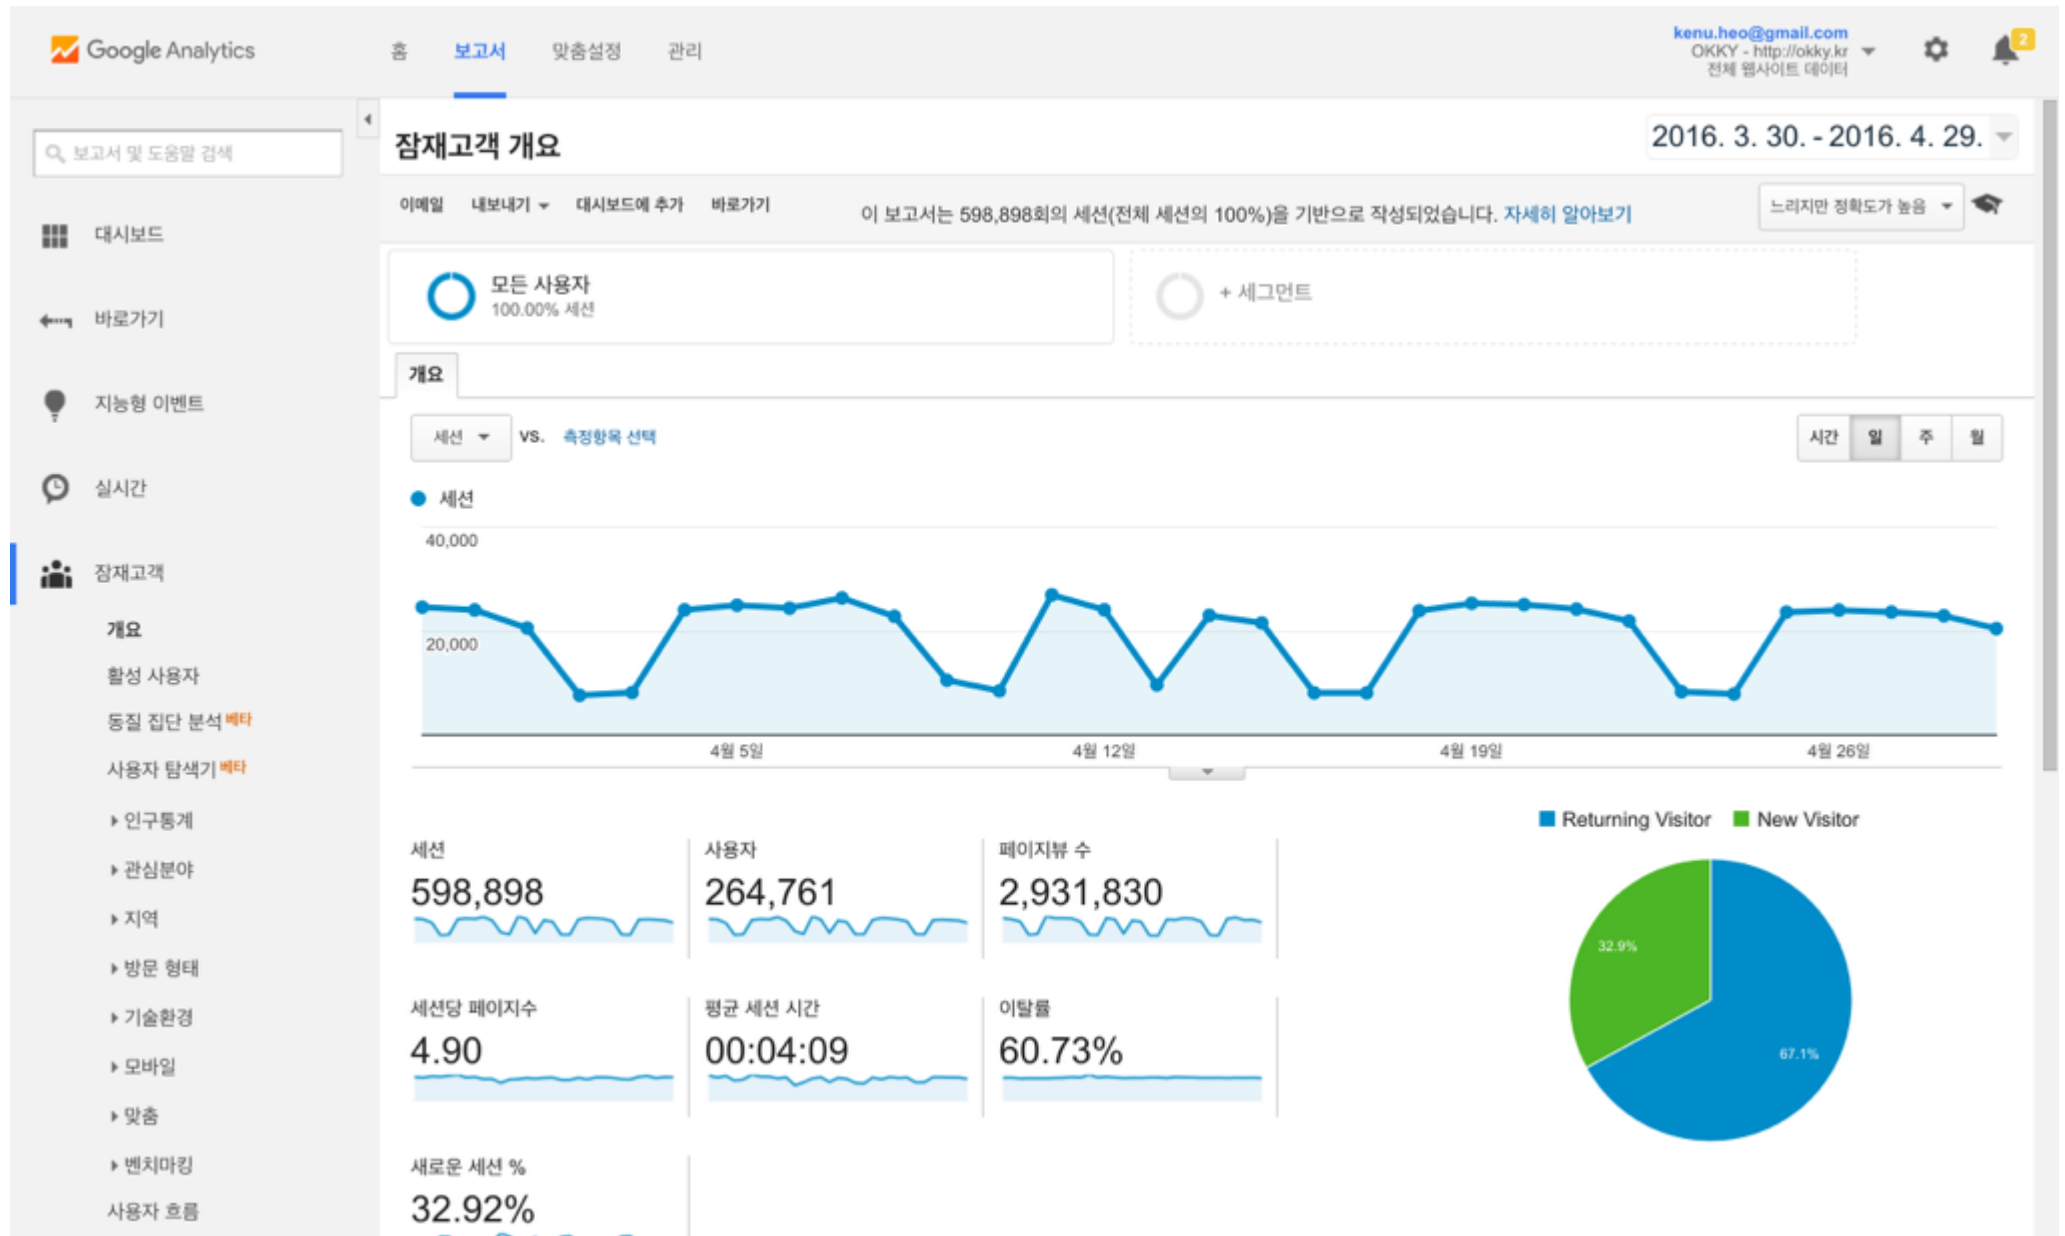 Google Analytics
홈 보고서 맞춤설정 관리
kenu.heo@gmail.com
OKKY - http://okky.kr
전체 웹사이트 데이터
2
보고서 및 도움말 검색
대시보드
바로가기
지능형 이벤트
실시간
잠재고객
개요
활성 사용자
동질 집단 분석 베타
사용자 탐색기 베타
인구통계
관심분야
지역
방문 형태
기술환경
모바일
맞춤
벤치마킹
사용자 흐름
잠재고객 개요
2016. 3. 30. - 2016. 4. 29.
이메일 내보내기 대시보드에 추가 바로가기
이 보고서는 598,898회의 세션(전체 세션의 100%)을 기반으로 작성되었습니다. 자세히 알아보기
느리지만 정확도가 높음
모든 사용자
100.00% 세션
+ 세그먼트
개요
세션 vs. 측정항목 선택
시간 일 주 월
세션
40,000
20,000
4월 5일 4월 12일 4월 19일 4월 26일
Returning Visitor New Visitor
세션 사용자 페이지뷰 수
598,898 264,761 2,931,830
32.9%
67.1%
세션당 페이지수 평균 세션 시간 이탈률
4.90 00:04:09 60.73%
새로운 세션 %
32.92%